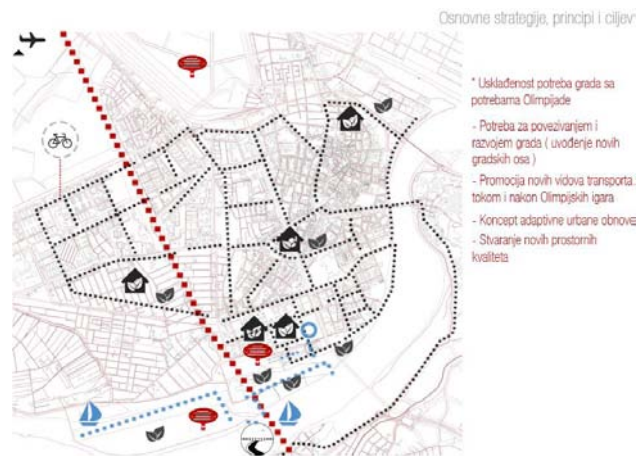 Osnovne strategije, principi i ciljevi
* Usklađenost potreba grada sa
potrebama Olimpijade
- Potreba za povezivanjem i
razvojem grada ( uvođenje novih
gradskih osa )
- Promocija novih vidova transporta
tokom i nakon Olimpijskih igara
- Koncept adaptivne urbane obnove
- Stvaranje novih prostornih
kvaliteta